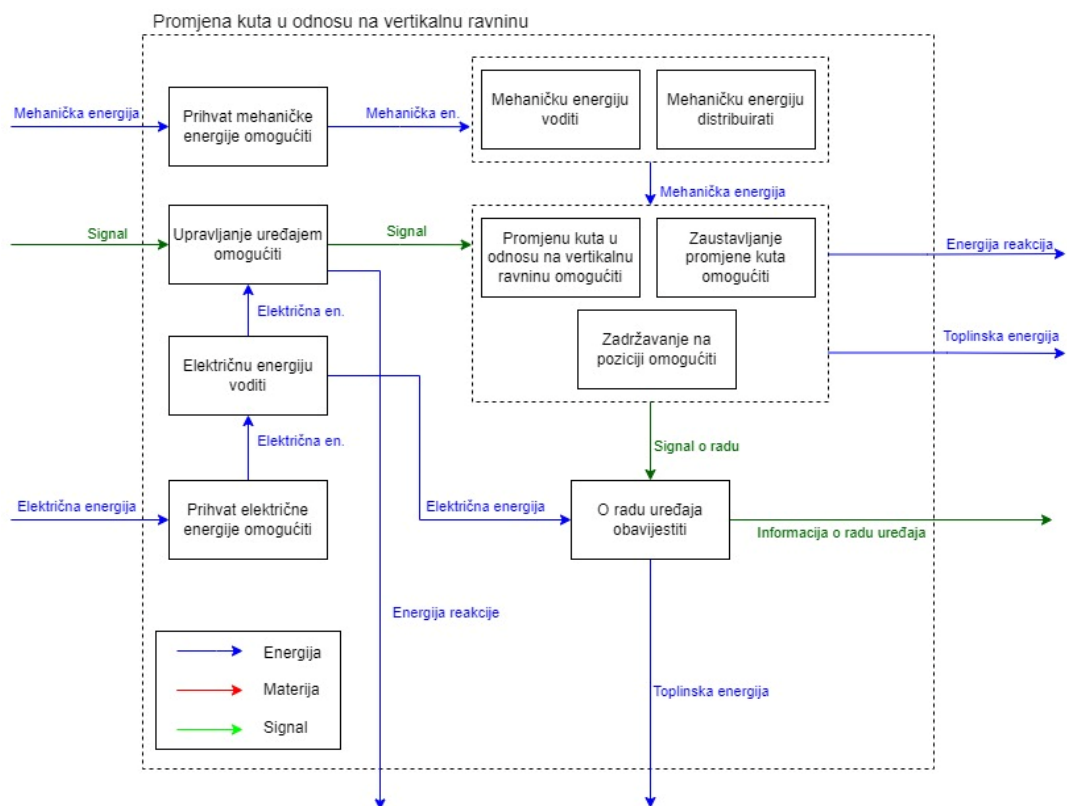 Promjena kuta u odnosu na vertikalnu ravninu
Mehanička energija
Prihvat mehaničke
energije omogućiti
Mehanička en.
Mehaničku energiju
voditi
Mehaničku energiju
distribuirati
Mehanička energija
Signal
Upravljanje uređajem
omogućiti
Signal
Promjenu kuta u
odnosu na vertikalnu
ravninu omogućiti
Zaustavljanje
promjene kuta
omogućiti
Energija reakcija
Električna en.
Zadržavanje na
poziciji omogućiti
Toplinska energija
Električnu energiju
voditi
Električna en.
Signal o radu
Električna energija
Prihvat električne
energije omogućiti
Električna energija
O radu uređaja
obavijestiti
Informacija o radu uređaja
Energija reakcije
Energija
Materija
Signal
Toplinska energija